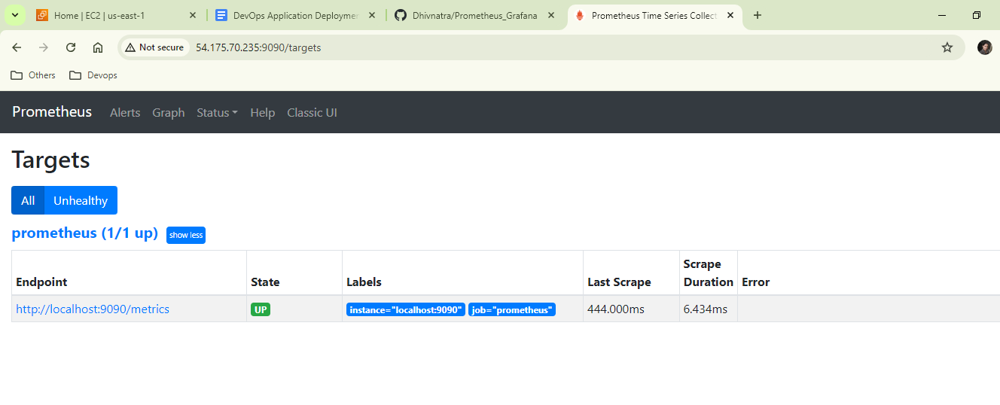 Home | EC2 | us-east-1
DevOps Application Deploymen
Dhivnatra/Prometheus_Grafana
Prometheus Time Series Collect
Not secure 54.175.70.235:9090/targets
Others Devops
Prometheus Alerts Graph Status Help Classic UI
Targets
All Unhealthy
prometheus (1/1 up) show less
Endpoint State Labels Last Scrape Scrape Duration Error
http://localhost:9090/metrics UP instance="localhost:9090" job="prometheus" 444.000ms 6.434ms